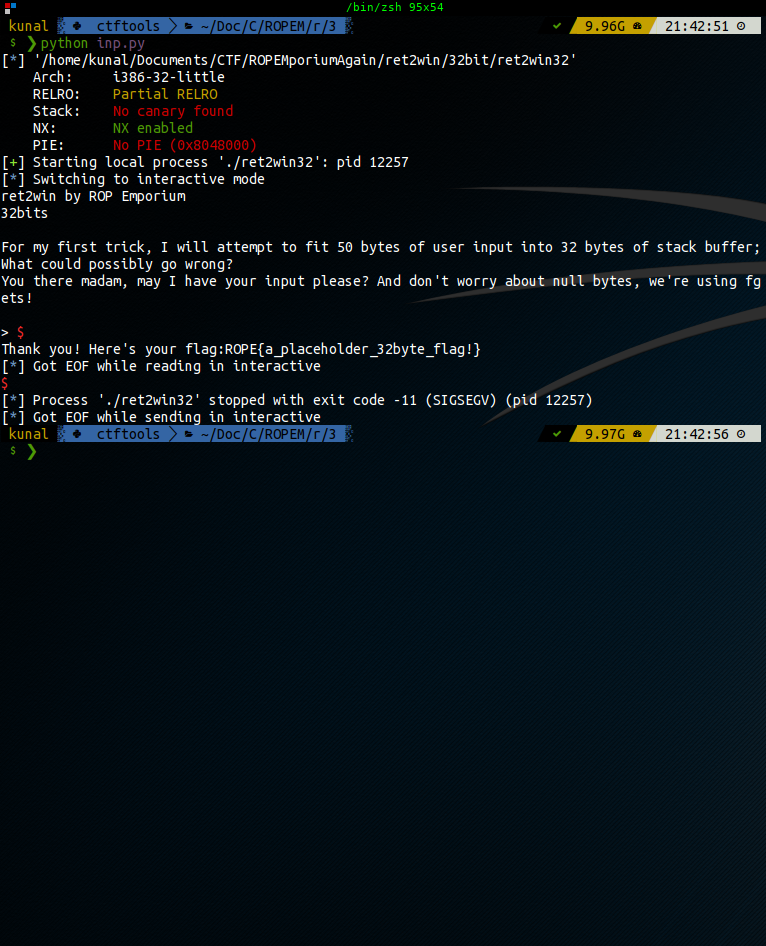 /bin/zsh 95x54
kunal ctftools ~/Doc/C/ROPEM/r/3 9.96G 21:42:51
$ ❯python inp.py
[*] '/home/kunal/Documents/CTF/ROPEMporiumAgain/ret2win/32bit/ret2win32'
Arch: i386-32-little
RELRO: Partial RELRO
Stack: No canary found
NX: NX enabled
PIE: No PIE (0x8048000)
[+] Starting local process './ret2win32': pid 12257
[*] Switching to interactive mode
ret2win by ROP Emporium
32bits
For my first trick, I will attempt to fit 50 bytes of user input into 32 bytes of stack buffer;
What could possibly go wrong?
You there madam, may I have your input please? And don't worry about null bytes, we're using fg
ets!
> $
Thank you! Here's your flag:ROPE{a_placeholder_32byte_flag!}
[*] Got EOF while reading in interactive
$
[*] Process './ret2win32' stopped with exit code -11 (SIGSEGV) (pid 12257)
[*] Got EOF while sending in interactive
kunal ctftools ~/Doc/C/ROPEM/r/3 9.97G 21:42:56
$ ❯